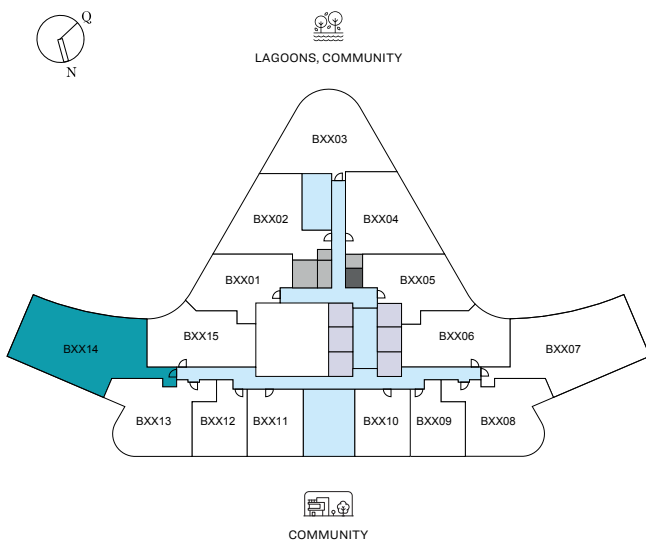 Q
N
LAGOONS, COMMUNITY
BXX03
BXX02
BXX04
BXX01
BXX05
BXX14
BXX15
BXX06
BXX07
BXX13
BXX12
BXX11
BXX10
BXX09
BXX08
COMMUNITY